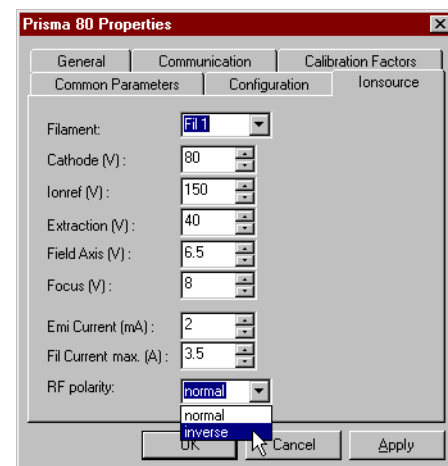 Prisma 80 Properties
General Communication Calibration Factors
Common Parameters Configuration Ionsource
Filament: Fil 1
Cathode (V) : 80
Ionref (V) : 150
Extraction (V) : 40
Field Axis (V) : 6.5
Focus (V) : 8
Emi Current (mA) : 2
Fil Current max. (A) : 3.5
RF polarity: normal
normal
inverse
OK Cancel Apply